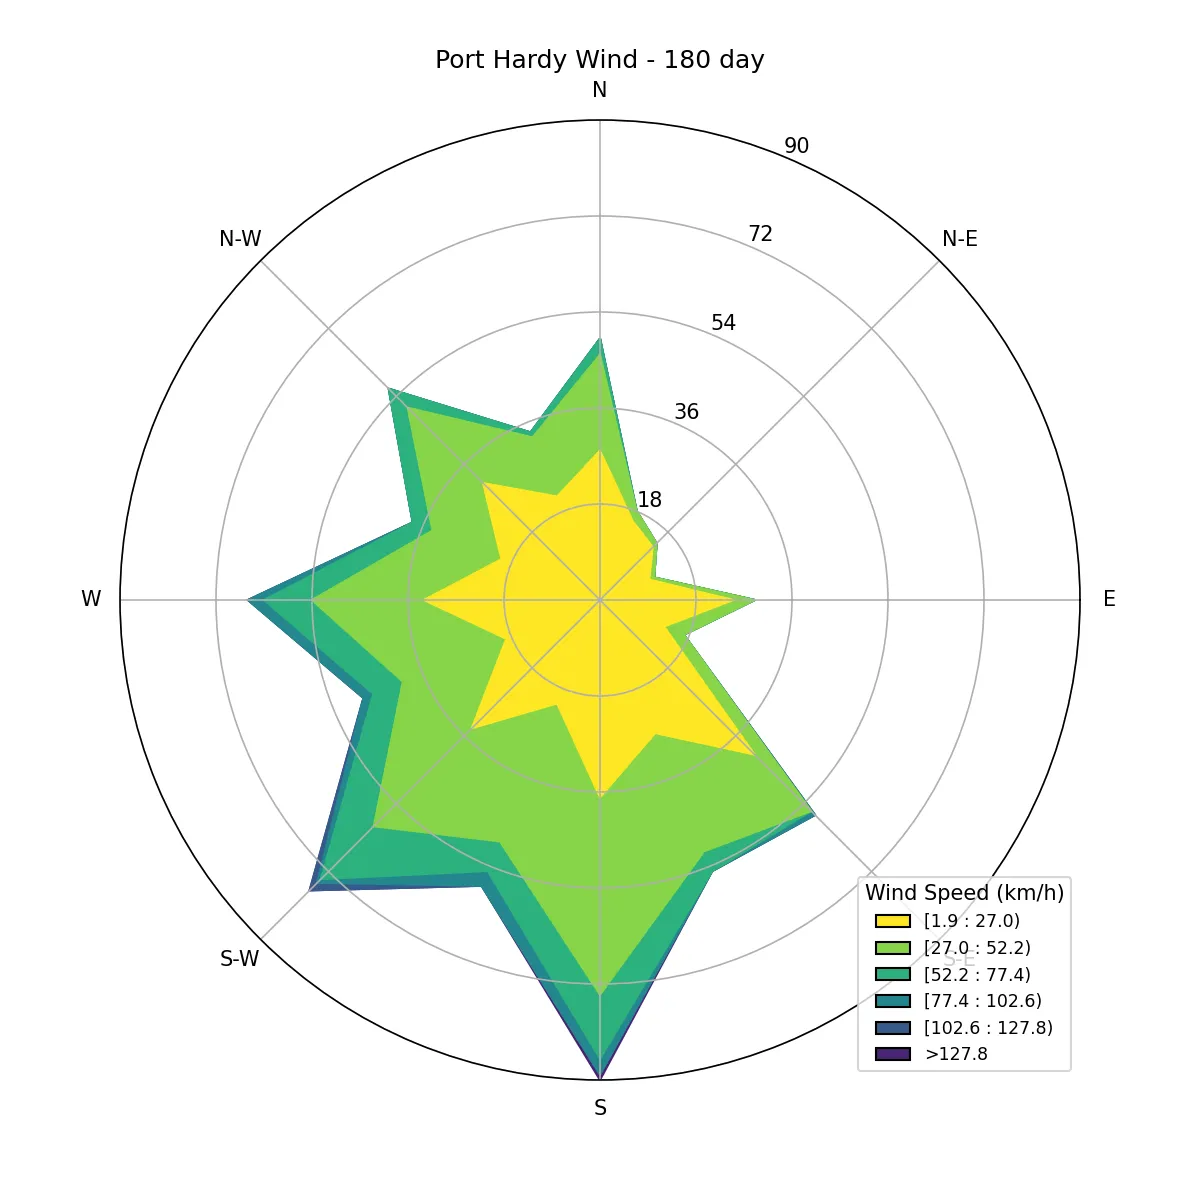 Port Hardy Wind - 180 day
N
90
N-W
N-E
72
54
36
18
W
E
S-W
S-E
S
Wind Speed (km/h)
[1.9 : 27.0)
[27.0 : 52.2)
[52.2 : 77.4)
[77.4 : 102.6)
[102.6 : 127.8)
>127.8